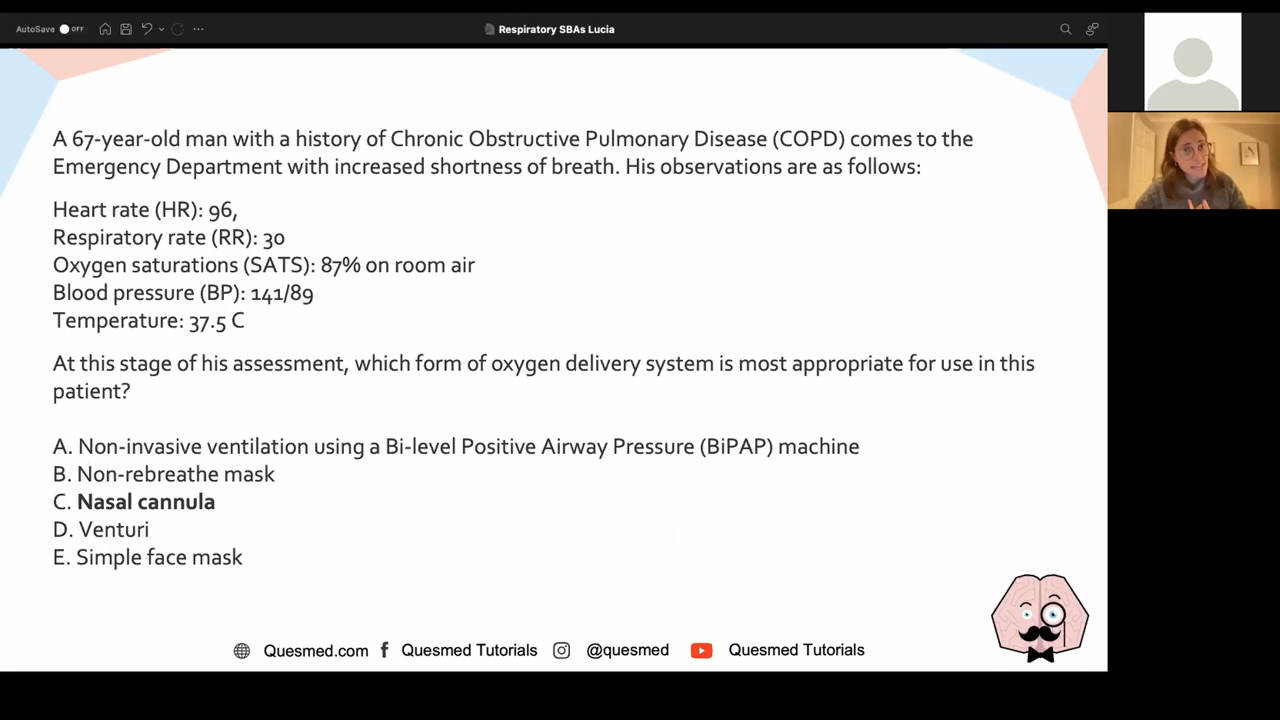 AutoSave OFF
Respiratory SBAs Lucia
A 67-year-old man with a history of Chronic Obstructive Pulmonary Disease (COPD) comes to the
Emergency Department with increased shortness of breath. His observations are as follows:
Heart rate (HR): 96,
Respiratory rate (RR): 30
Oxygen saturations (SATS): 87% on room air
Blood pressure (BP): 141/89
Temperature: 37.5 C
At this stage of his assessment, which form of oxygen delivery system is most appropriate for use in this
patient?
A. Non-invasive ventilation using a Bi-level Positive Airway Pressure (BiPAP) machine
B. Non-rebreathe mask
C. Nasal cannula
D. Venturi
E. Simple face mask
Quesmed.com Quesmed Tutorials @quesmed Quesmed Tutorials